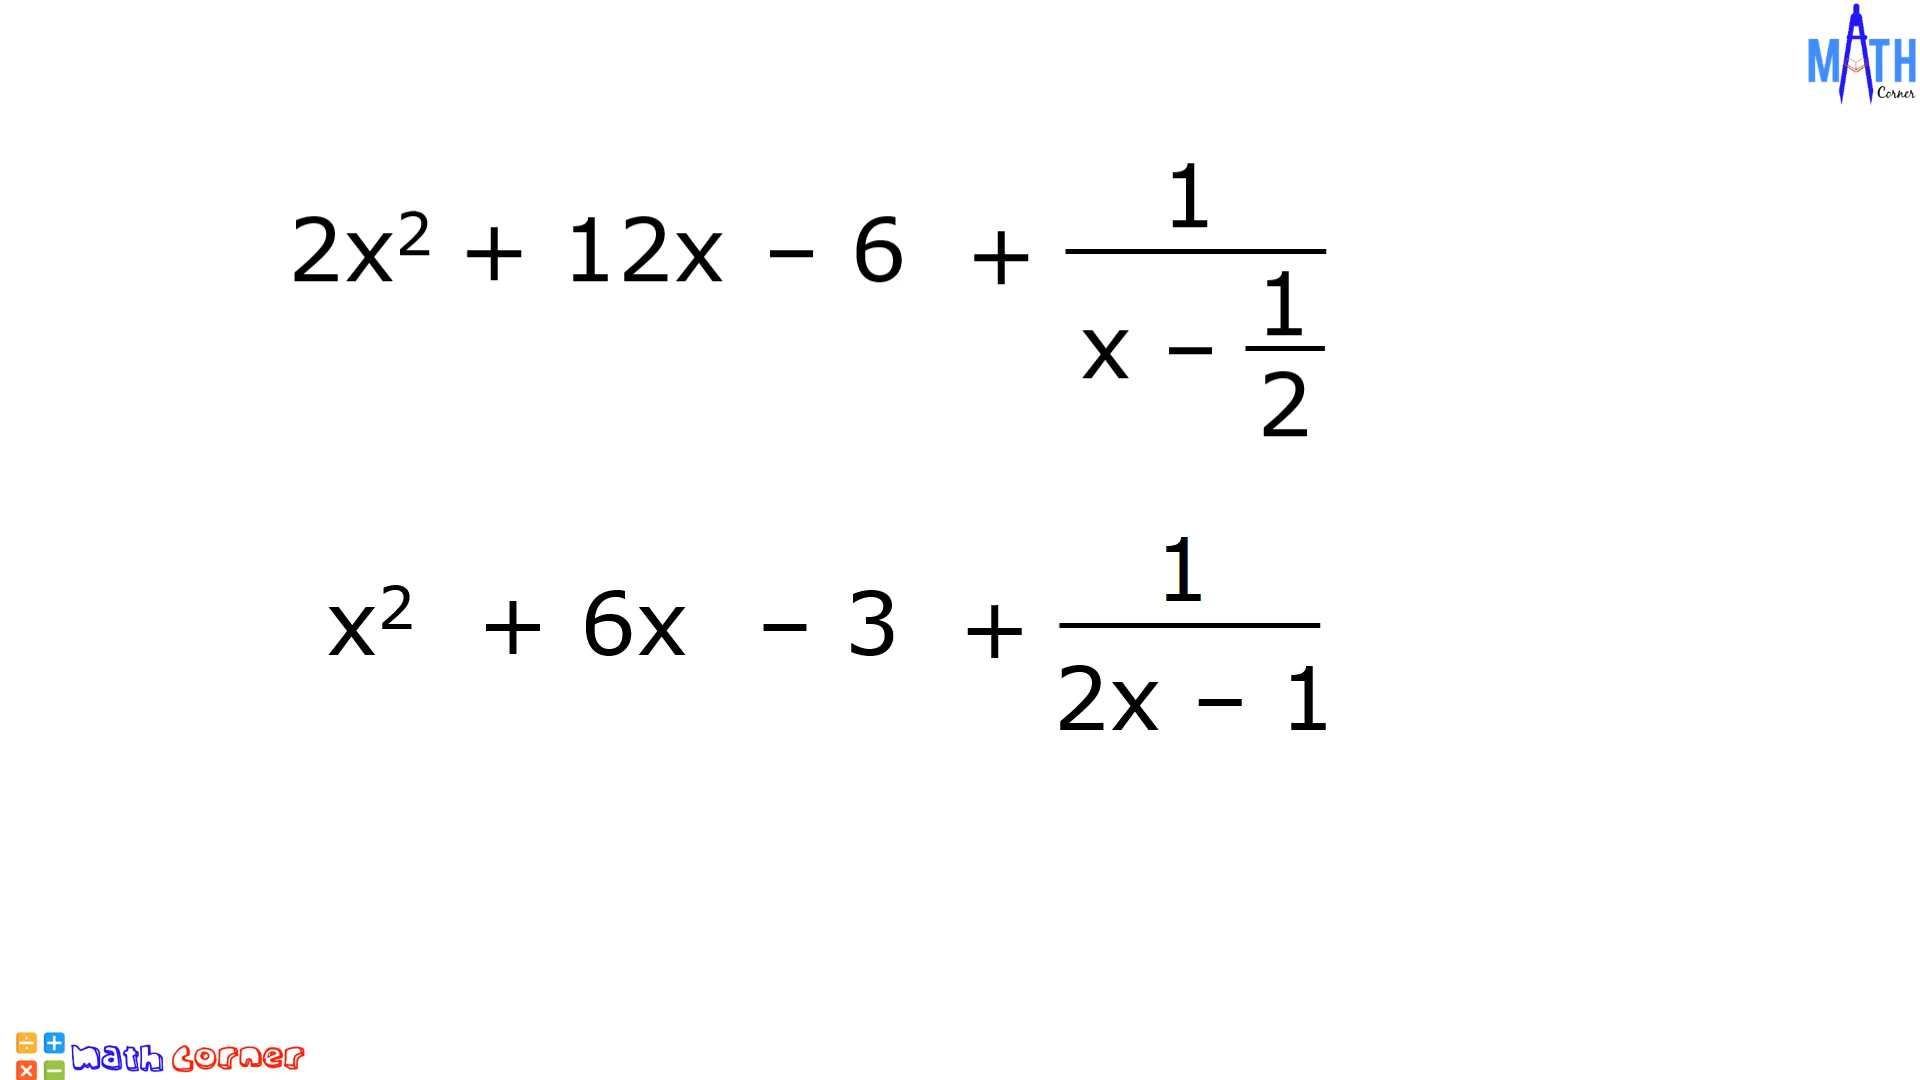 MATH
Corner
2x² + 12x – 6 + 1/(x – 1/2)
x² + 6x – 3 + 1/(2x – 1)
÷ +
× –
math corner